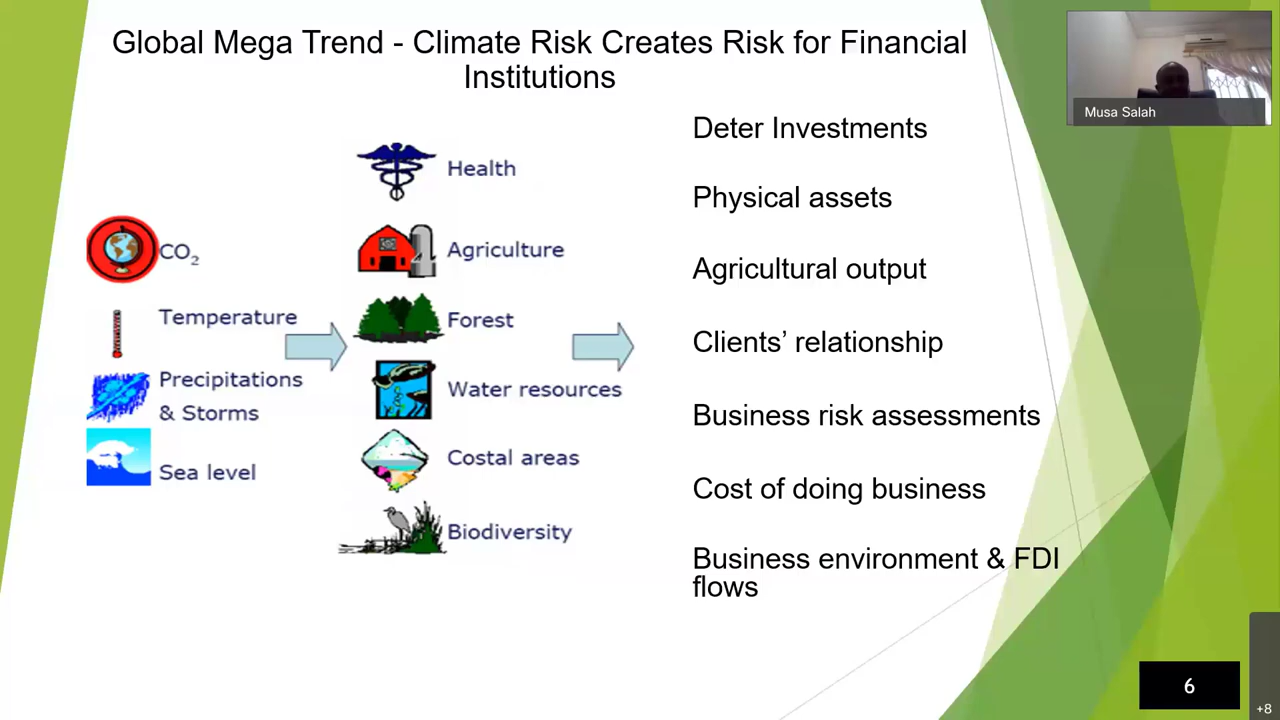 Global Mega Trend - Climate Risk Creates Risk for Financial
Institutions
Musa Salah
CO₂
Temperature
Precipitations
& Storms
Sea level
Health
Agriculture
Forest
Water resources
Costal areas
Biodiversity
Deter Investments
Physical assets
Agricultural output
Clients’ relationship
Business risk assessments
Cost of doing business
Business environment & FDI
flows
6
+8